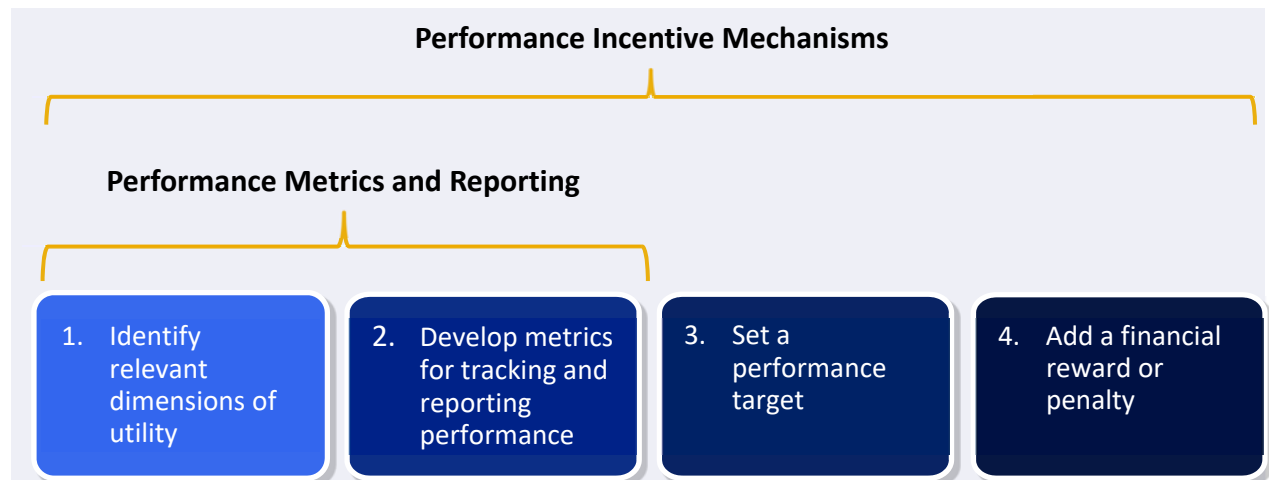 Performance Incentive Mechanisms
Performance Metrics and Reporting
1. Identify
relevant
dimensions of
utility
2. Develop metrics
for tracking and
reporting
performance
3. Set a
performance
target
4. Add a financial
reward or
penalty